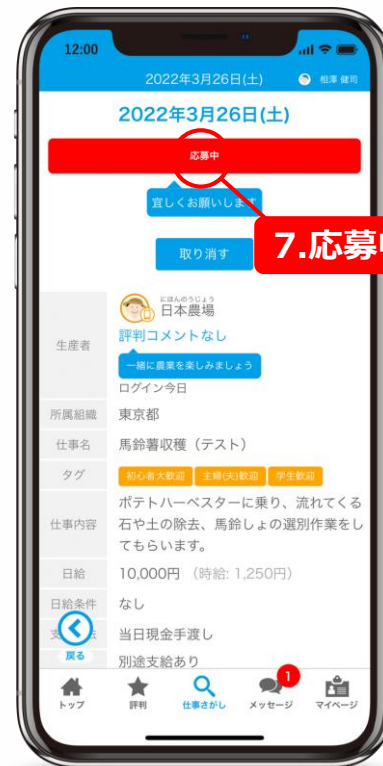 12:00
2022年3月26日(土)
相澤 健司
2022年3月26日(土)
応募中
宜しくお願いします
取り消す
7.応募
生産者
にほんのうじょう
日本農場
評判コメントなし
一緒に農業を楽しみましょう
ログイン今日
所属組織 東京都
仕事名 馬鈴薯収穫（テスト）
タグ 初心者大歓迎 主婦(夫)歓迎 学生歓迎
仕事内容 ポテトハーベスターに乗り、流れてくる
石や土の除去、馬鈴しょの選別作業をし
てもらいます。
日給 10,000円 （時給: 1,250円）
日給条件 なし
当日現金手渡し
戻る
別途支給あり
1
トップ 評判 仕事さがし メッセージ マイページ